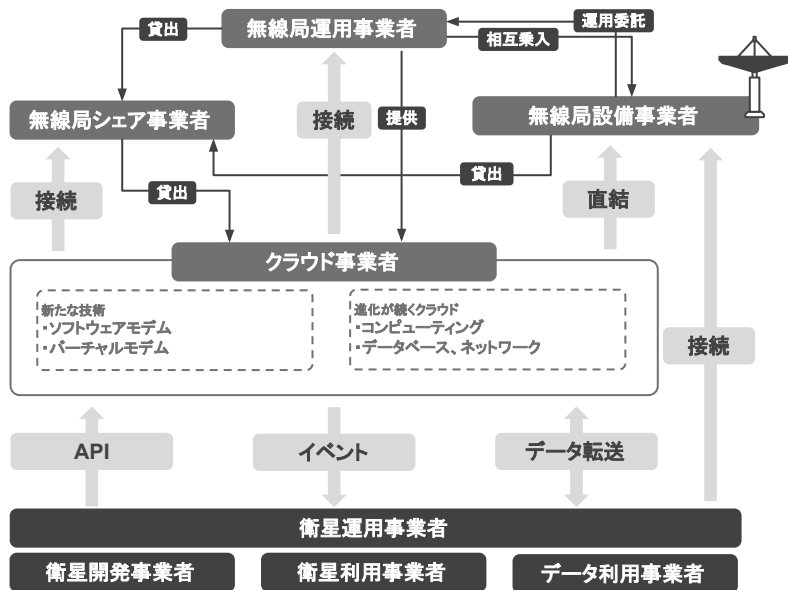 無線局運用事業者
運用委託
貸出
相互乗入
無線局シェア事業者
接続
提供
無線局設備事業者
貸出
貸出
接続
直結
クラウド事業者
新たな技術
・ソフトウェアモデム
・バーチャルモデム
進化が続くクラウド
・コンピューティング
・データベース、ネットワーク
接続
API
イベント
データ転送
衛星運用事業者
衛星開発事業者
衛星利用事業者
データ利用事業者